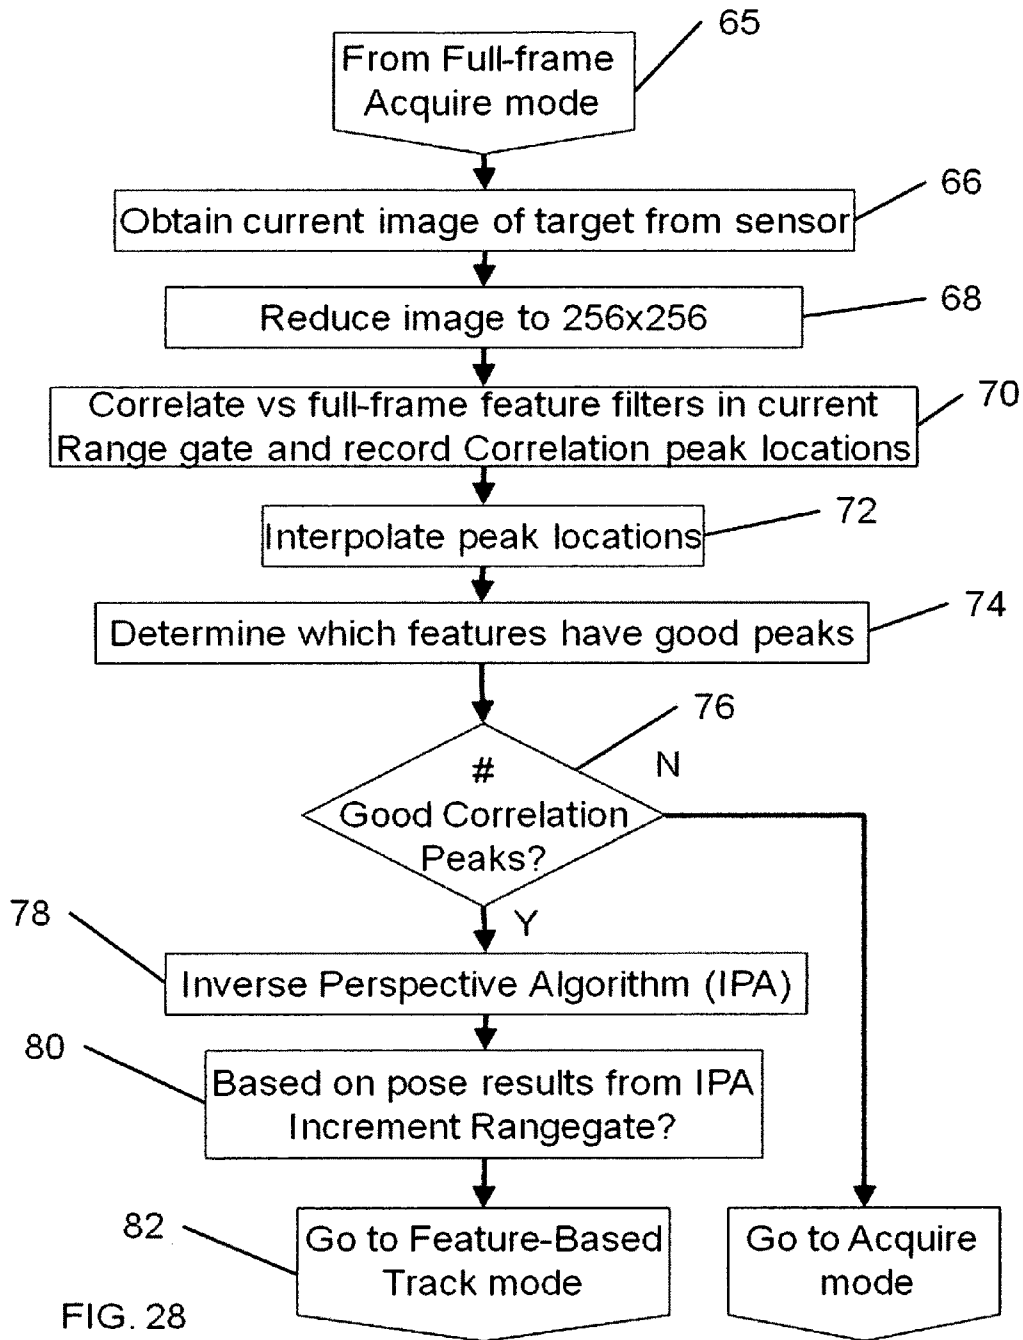 65
From Full-frame
Acquire mode
66
Obtain current image of target from sensor
68
Reduce image to 256x256
70
Correlate vs full-frame feature filters in current
Range gate and record Correlation peak locations
72
Interpolate peak locations
74
Determine which features have good peaks
76
#
Good Correlation
Peaks?
N
Y
78
Inverse Perspective Algorithm (IPA)
80
Based on pose results from IPA
Increment Rangegate?
82
Go to Feature-Based
Track mode
Go to Acquire
mode
FIG. 28